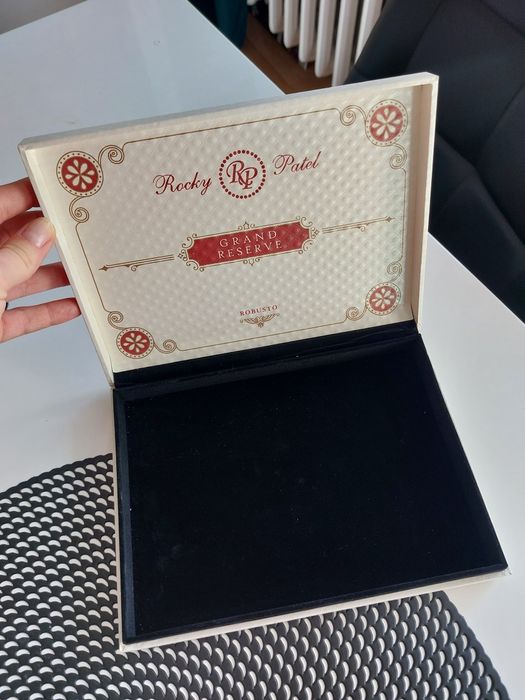 Rocky RP Patel
GRAND
RESERVE
ROBUSTO